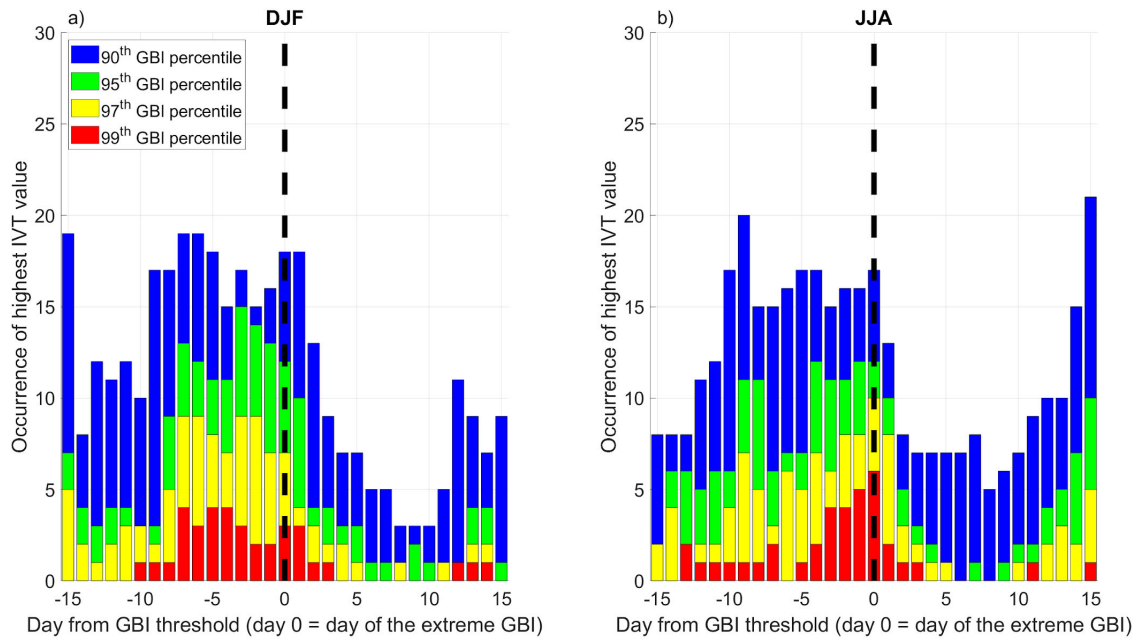 a)
DJF
30
25
20
15
10
5
0
90th GBI percentile
95th GBI percentile
97th GBI percentile
99th GBI percentile
Occurrence of highest IVT value
-15 -10 -5 0 5 10 15
Day from GBI threshold (day 0 = day of the extreme GBI)
b)
JJA
30
25
20
15
10
5
0
Occurrence of highest IVT value
-15 -10 -5 0 5 10 15
Day from GBI threshold (day 0 = day of the extreme GBI)